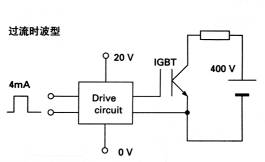 过流时波型
20 V
IGBT
400 V
4mA
Drive
circuit
0 V